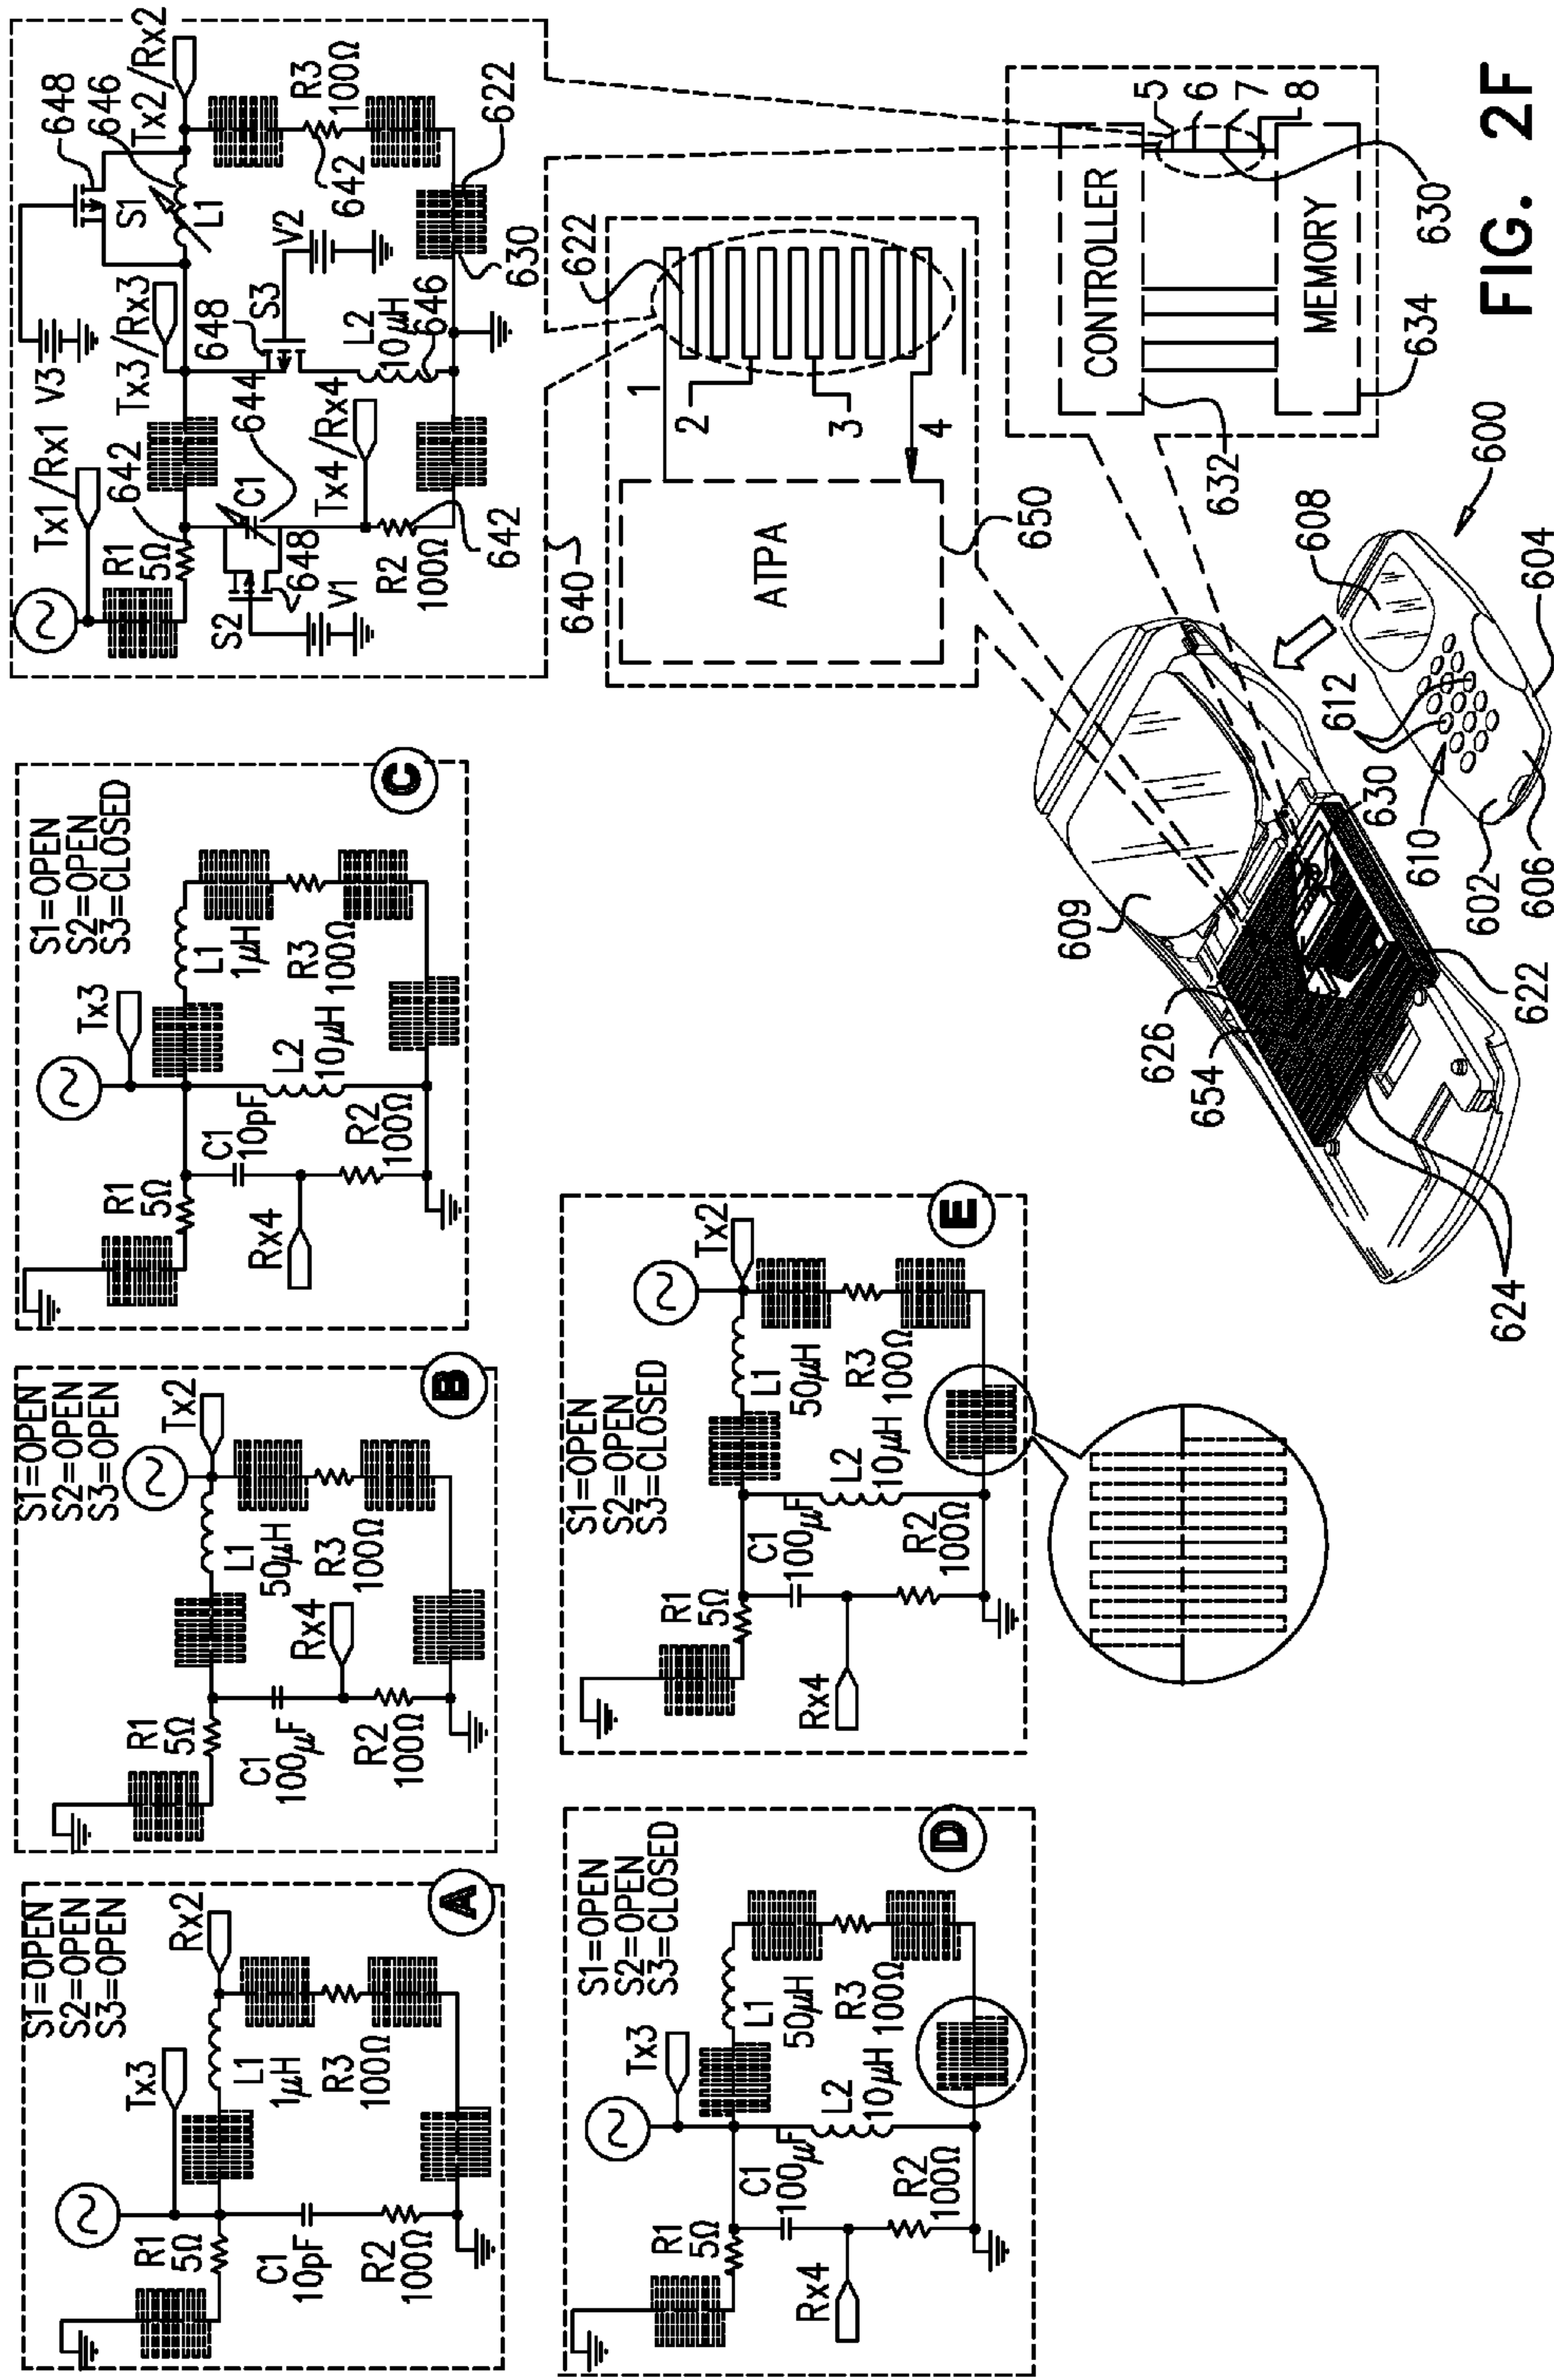 S1=OPEN
S2=OPEN
S3=OPEN
Tx3
Rx2
R1
5Ω
L1
1μH
C1
10pF
R3
100Ω
R2
100Ω
A
S1=OPEN
S2=OPEN
S3=OPEN
Tx2
R1
5Ω
L1
50μH
C1
100μF
Rx4
R3
100Ω
R2
100Ω
B
S1=OPEN
S2=OPEN
S3=CLOSED
Tx3
R1
5Ω
C1
10pF
L1
1μH
L2
10μH
R3
100Ω
Rx4
R2
100Ω
C
Tx1/Rx1
V3
648
646
Tx2/Rx2
R1
5Ω
642
Tx3/Rx3
S1
L1
R3
100Ω
648
S3
V2
642
622
S2
648
C1
644
L2
10μH
646
630
V1
Tx4/Rx4
R2
100Ω
642
640
S1=OPEN
S2=OPEN
S3=CLOSED
Tx3
R1
5Ω
C1
100μF
L1
50μH
L2
10μH
R3
100Ω
Rx4
R2
100Ω
D
S1=OPEN
S2=OPEN
S3=CLOSED
Tx2
R1
5Ω
C1
100μF
L1
50μH
L2
10μH
R3
100Ω
Rx4
R2
100Ω
E
ATPA
650
1
2
3
4
622
CONTROLLER
632
5
6
7
8
630
MEMORY
634
609
626
654
624
622
630
600
608
604
612
610
602
606
FIG. 2F